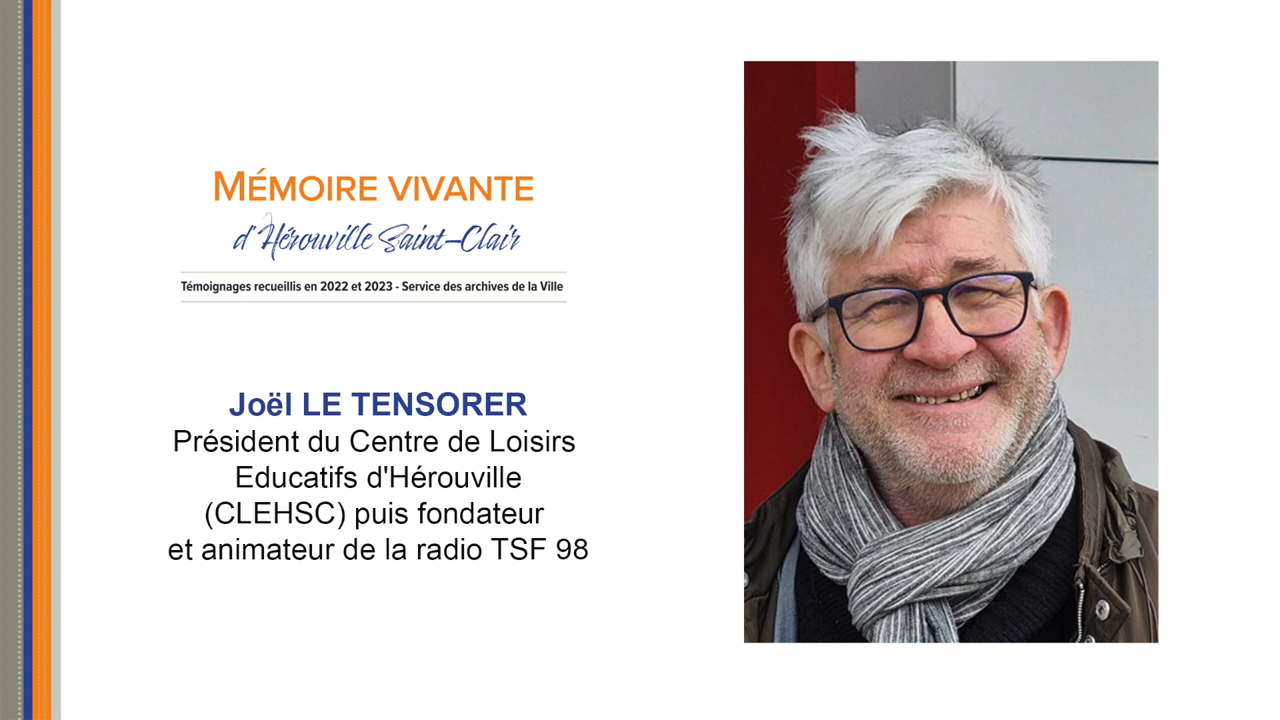 MÉMOIRE VIVANTE
d'Hérouville Saint-Clair
Témoignages recueillis en 2022 et 2023 - Service des archives de la Ville
Joël LE TENSORER
Président du Centre de Loisirs
Educatifs d'Hérouville
(CLEHSC) puis fondateur
et animateur de la radio TSF 98